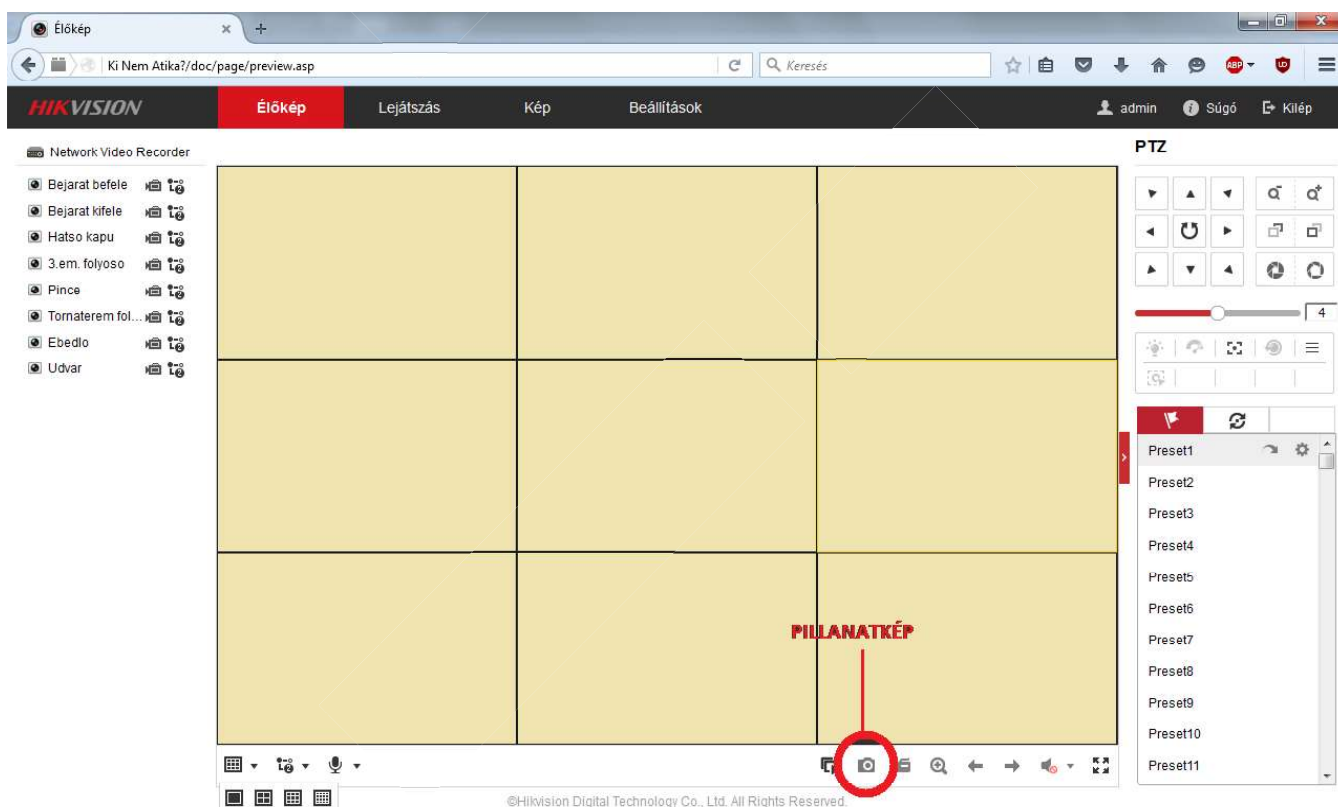 Élőkép
Ki Nem Atika?/doc/page/preview.asp
Keresés
ABP
HIKVISION
Élőkép
Lejátszás
Kép
Beállítások
admin
Súgó
Kilép
Network Video Recorder
PTZ
Bejarat befele
Bejarat kifele
Hatso kapu
3.em. folyoso
Pince
Tornaterem fol...
Ebedlo
Udvar
4
Preset1
Preset2
Preset3
Preset4
Preset5
Preset6
Preset7
Preset8
Preset9
Preset10
Preset11
PILLANATKÉP
©Hikvision Digital Technology Co., Ltd. All Rights Reserved.